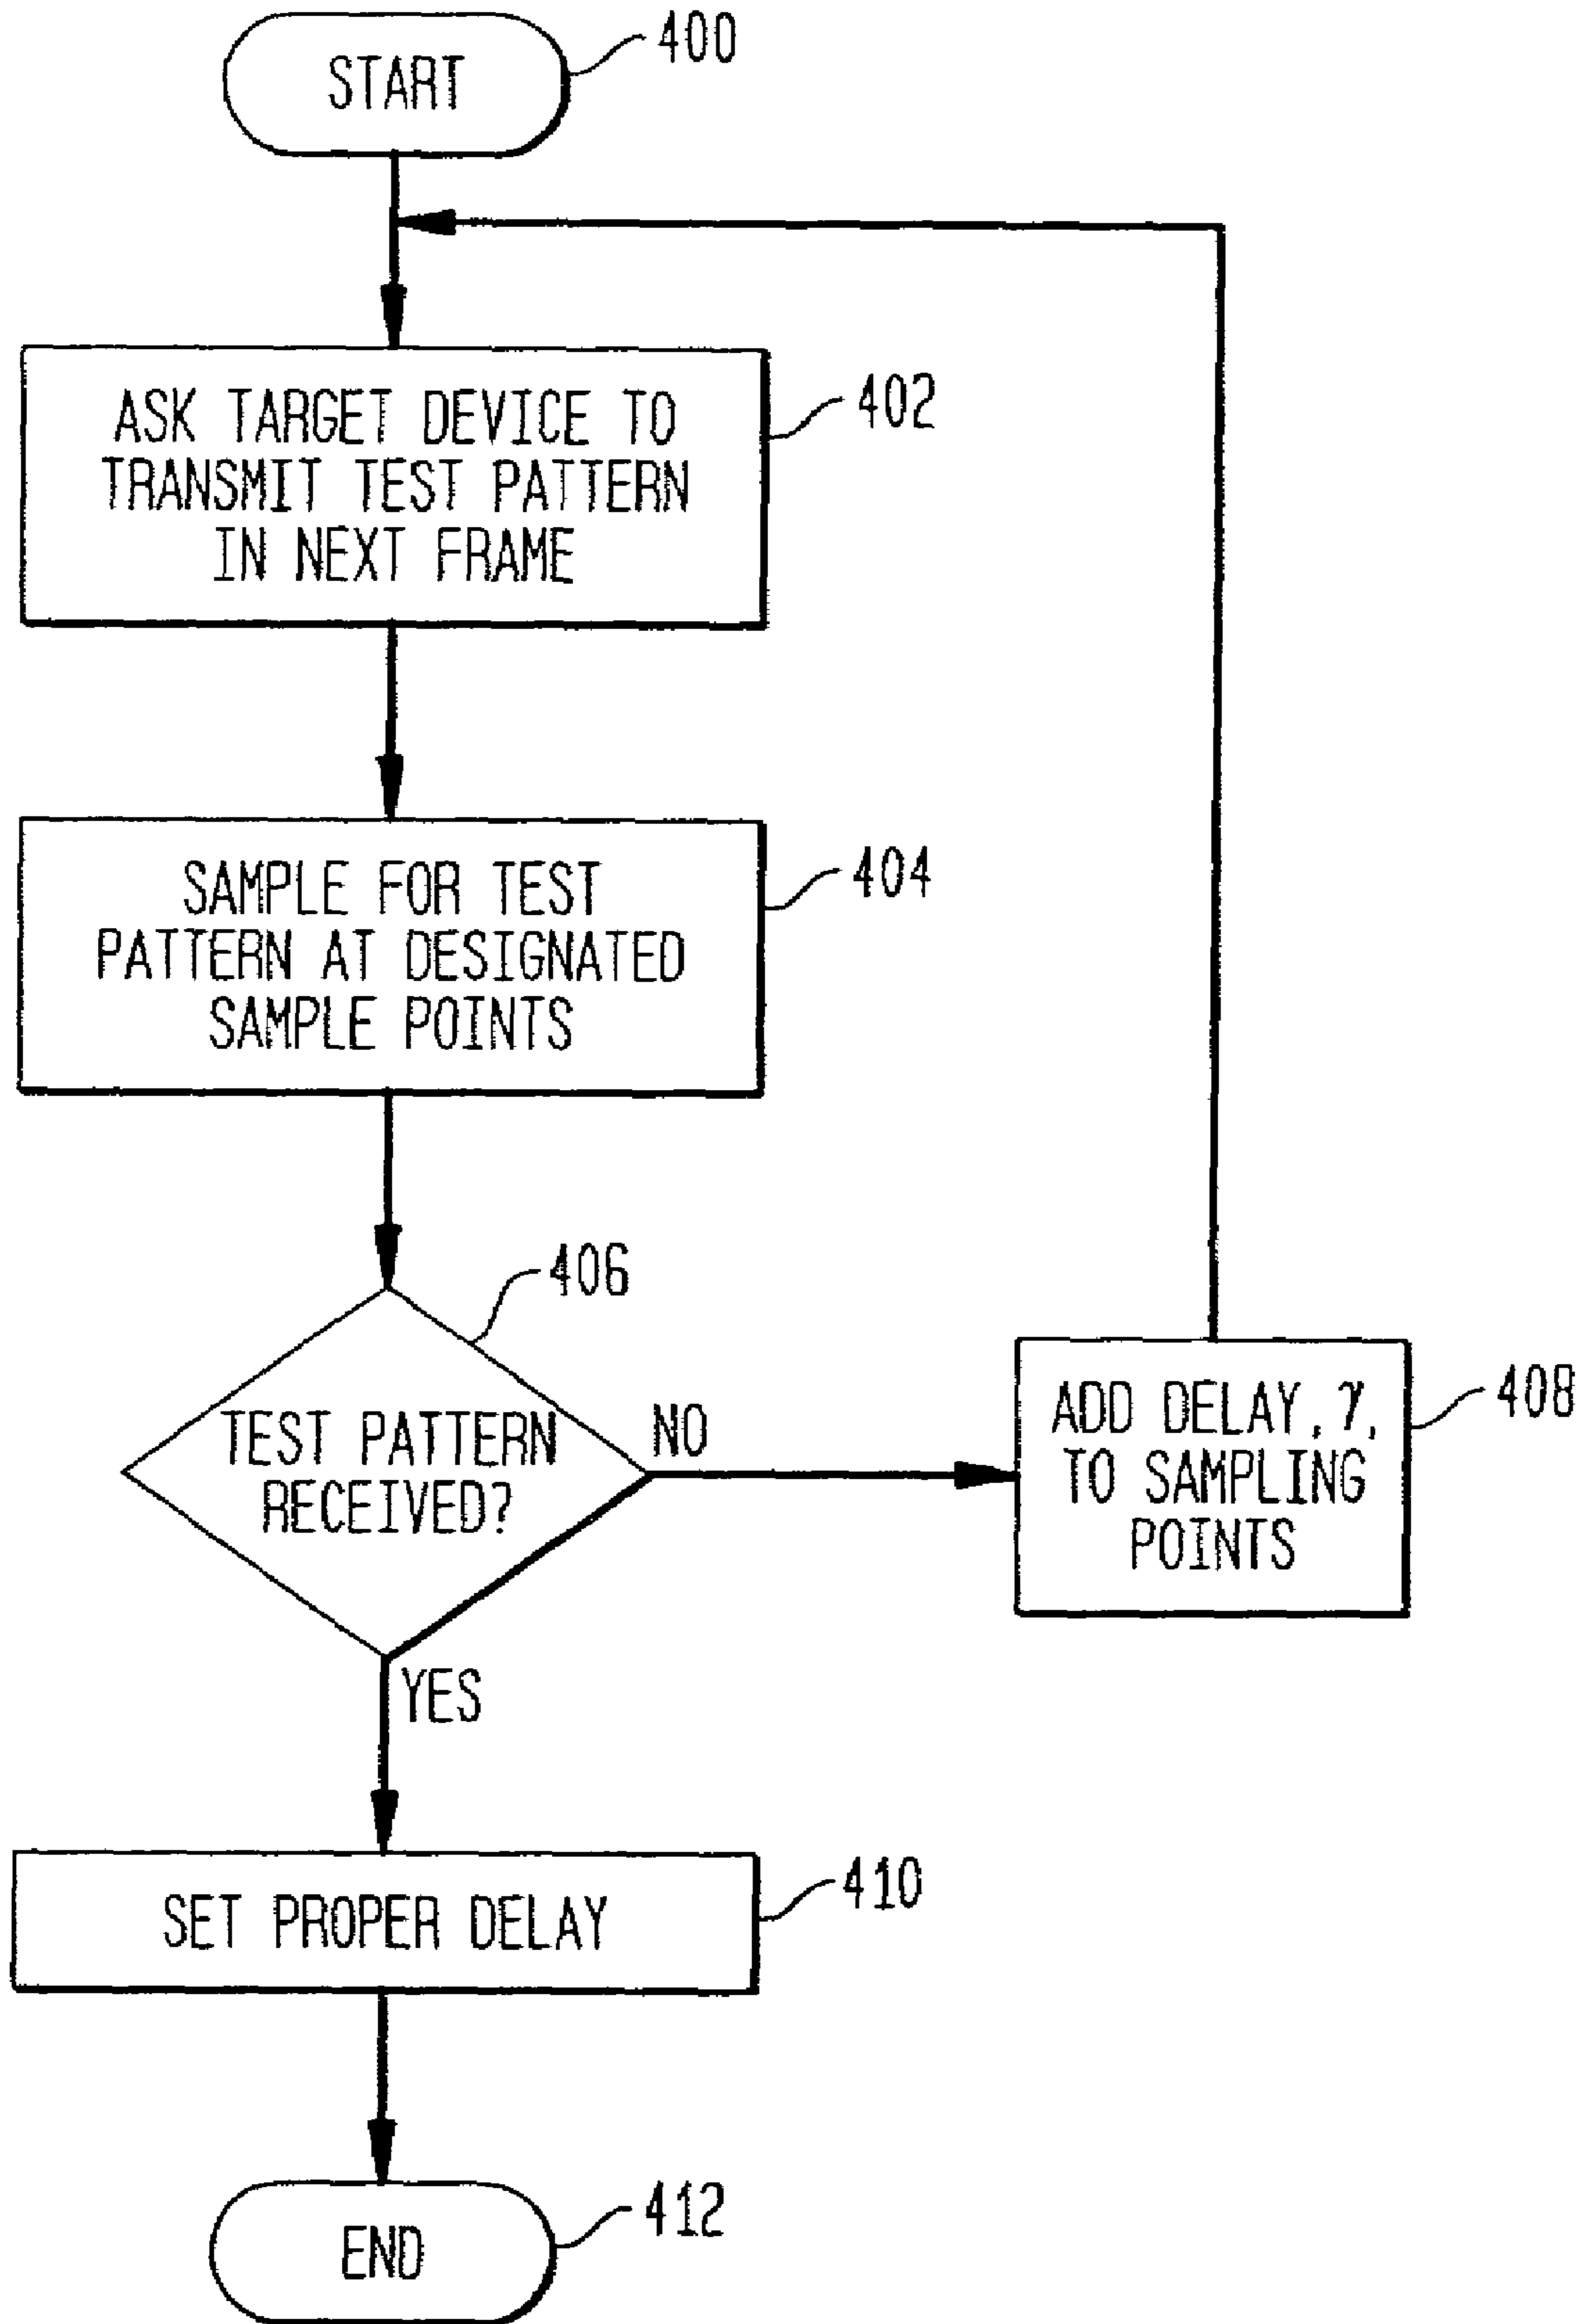 START
400
ASK TARGET DEVICE TO
TRANSMIT TEST PATTERN
IN NEXT FRAME
402
SAMPLE FOR TEST
PATTERN AT DESIGNATED
SAMPLE POINTS
404
406
TEST PATTERN
RECEIVED?
NO
ADD DELAY, γ,
TO SAMPLING
POINTS
408
YES
SET PROPER DELAY
410
END
412